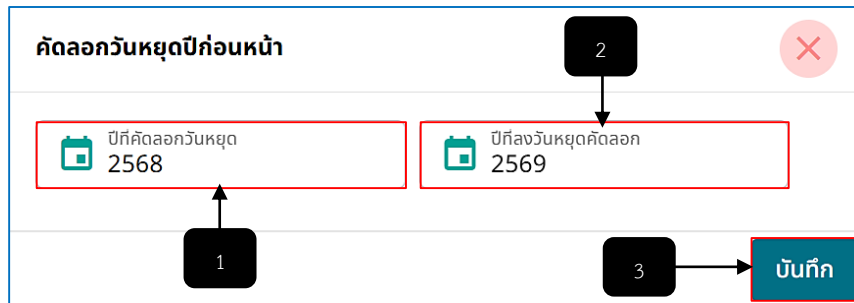 คัดลอกวันหยุดปีก่อนหน้า
2
ปีที่คัดลอกวันหยุด
2568
ปีที่ลงวันหยุดคัดลอก
2569
1
3
บันทึก